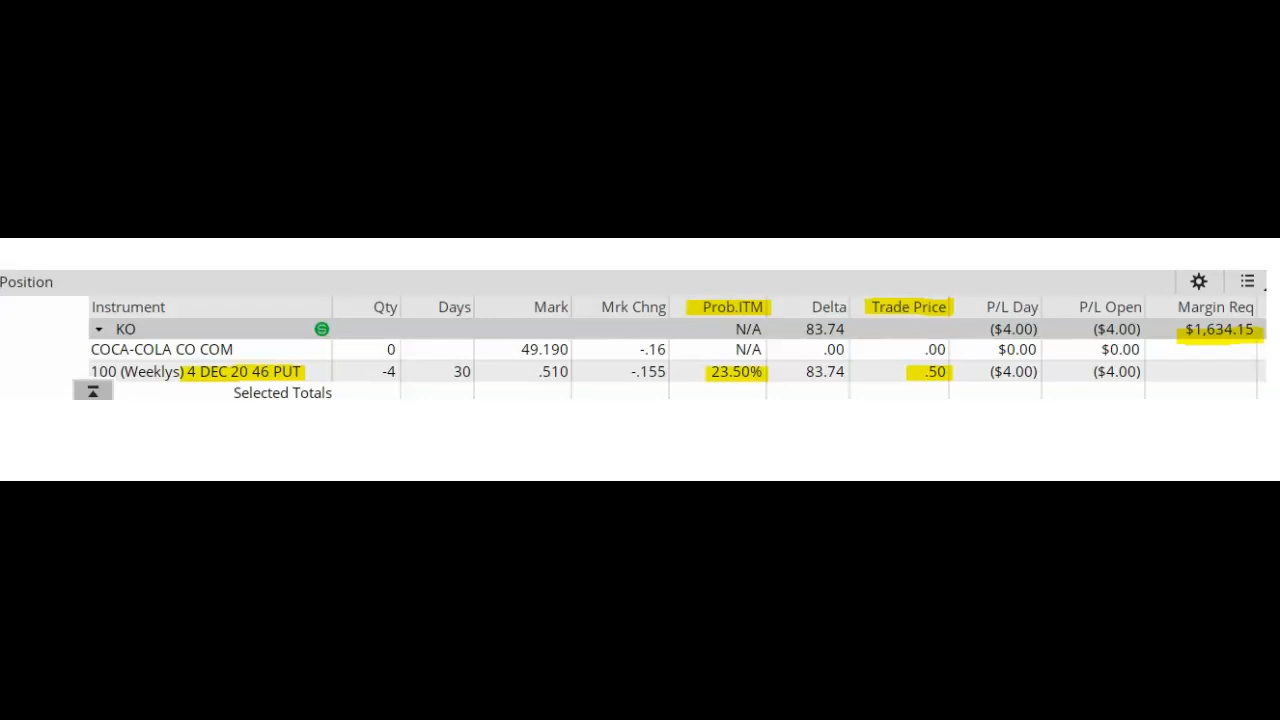 Position
Instrument Qty Days Mark Mrk Chng Prob.ITM Delta Trade Price P/L Day P/L Open Margin Req
KO N/A 83.74 ($4.00) ($4.00) $1,634.15
COCA-COLA CO COM 0 49.190 -.16 N/A .00 .00 $0.00 $0.00
100 (Weeklys) 4 DEC 20 46 PUT -4 30 .510 -.155 23.50% 83.74 .50 ($4.00) ($4.00)
Selected Totals